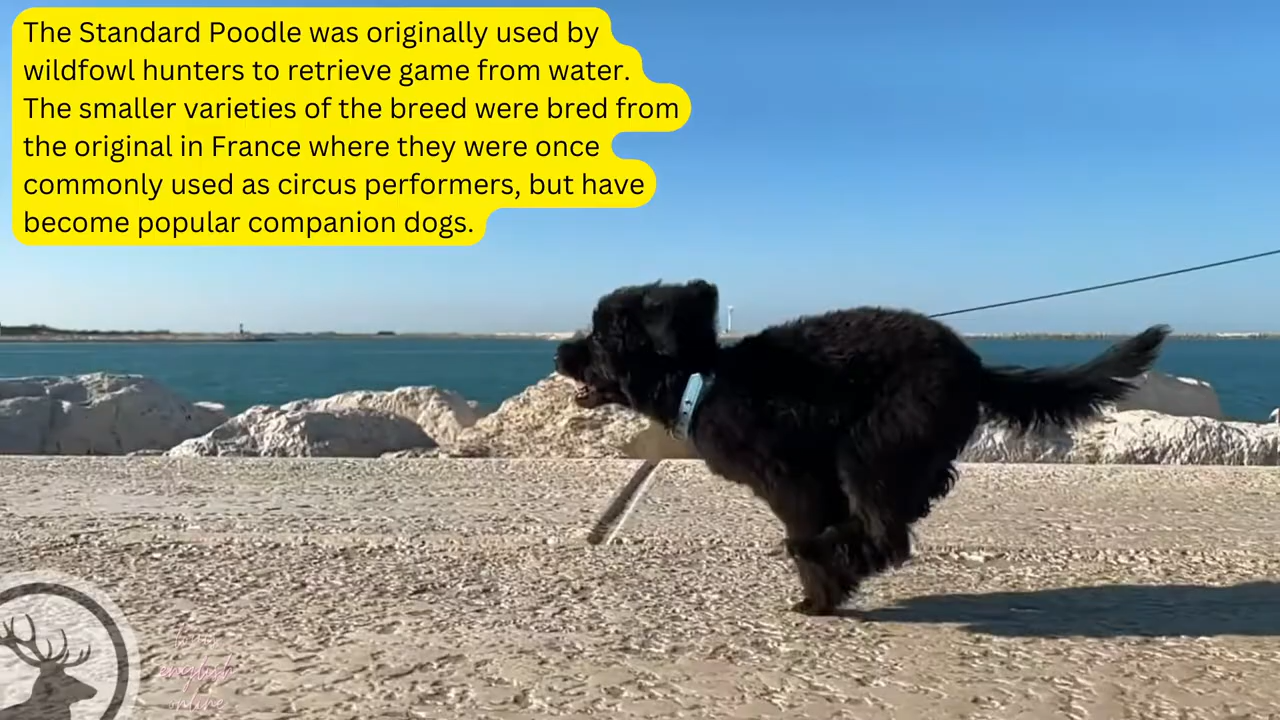 The Standard Poodle was originally used by
wildfowl hunters to retrieve game from water.
The smaller varieties of the breed were bred from
the original in France where they were once
commonly used as circus performers, but have
become popular companion dogs.
english
online